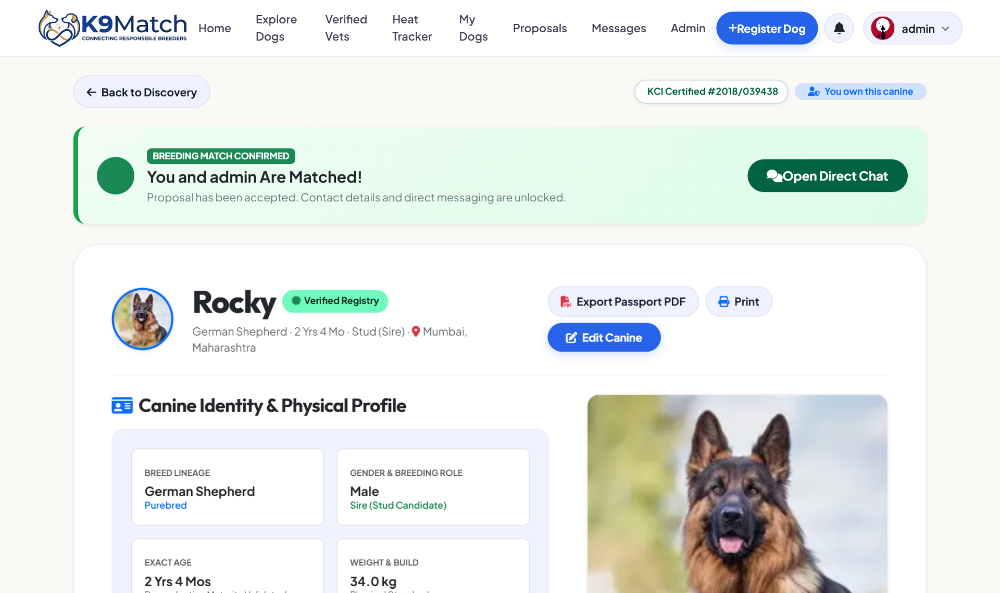 K9Match
CONNECTING RESPONSIBLE BREEDERS
Home
Explore
Dogs
Verified
Vets
Heat
Tracker
My
Dogs
Proposals
Messages
Admin
+Register Dog
admin
Back to Discovery
KCI Certified #2018/039438
You own this canine
BREEDING MATCH CONFIRMED
You and admin Are Matched!
Proposal has been accepted. Contact details and direct messaging are unlocked.
Open Direct Chat
Rocky
Verified Registry
German Shepherd · 2 Yrs 4 Mo · Stud (Sire) · Mumbai,
Maharashtra
PDF
Export Passport PDF
Print
Edit Canine
Canine Identity & Physical Profile
BREED LINEAGE
German Shepherd
Purebred
GENDER & BREEDING ROLE
Male
Sire (Stud Candidate)
EXACT AGE
2 Yrs 4 Mos
WEIGHT & BUILD
34.0 kg